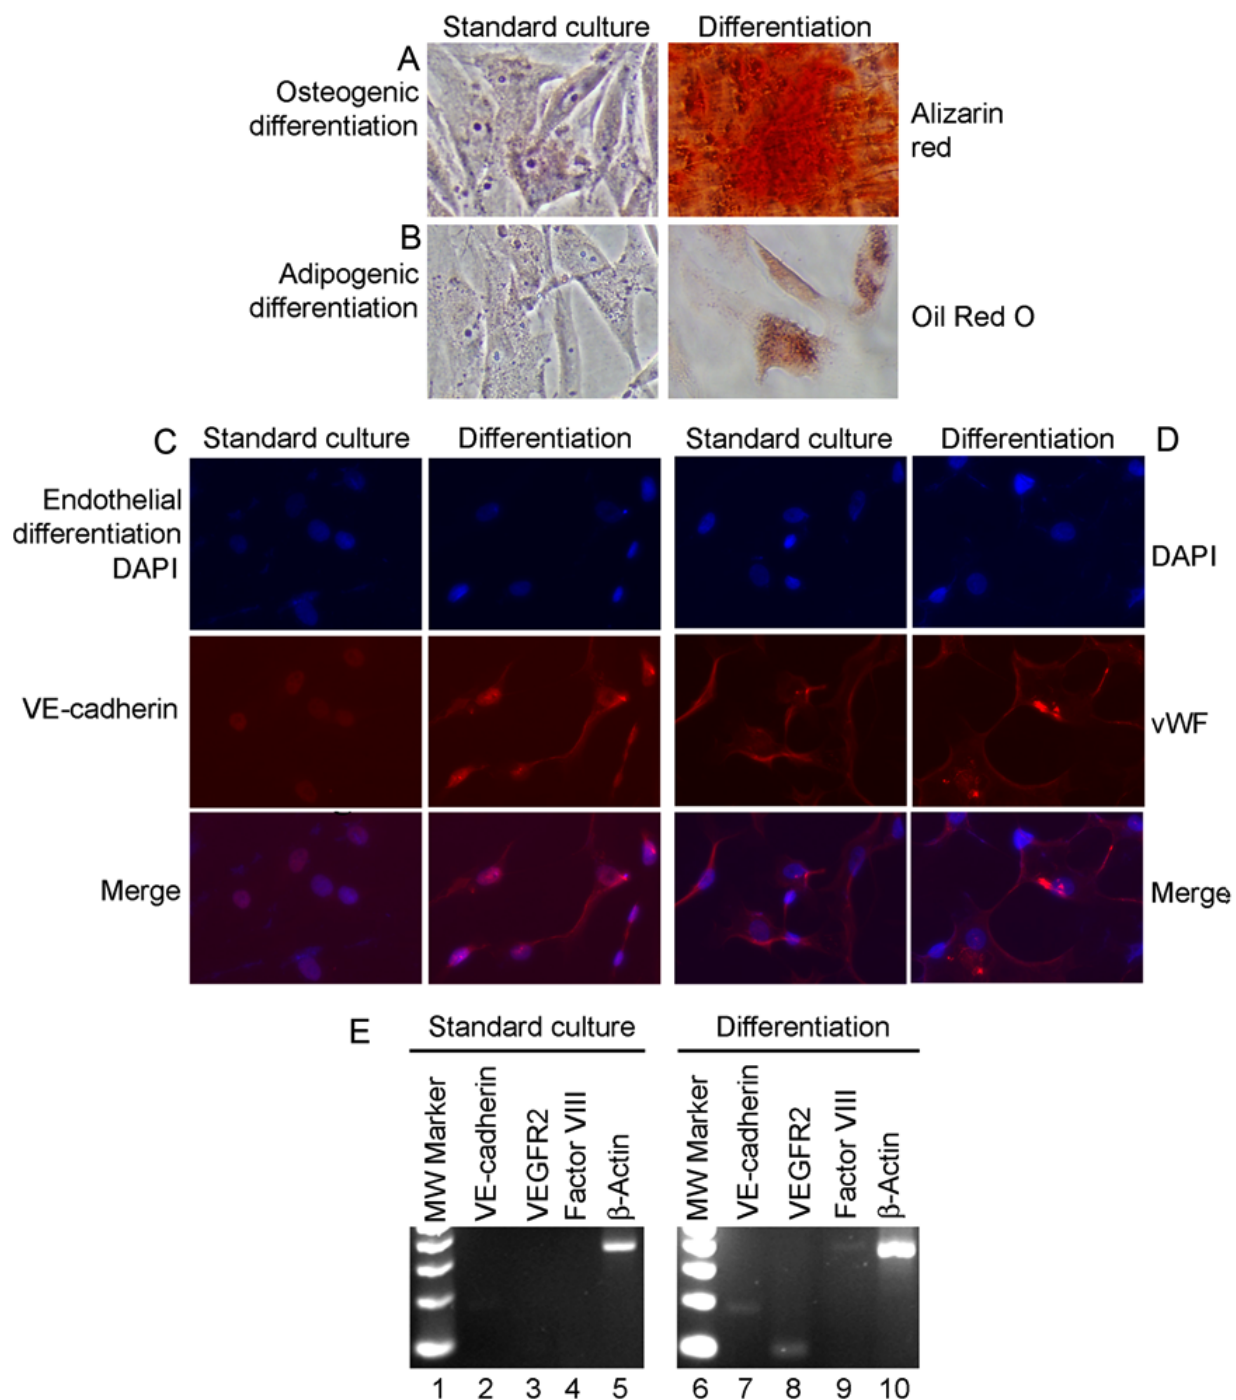 Standard culture Differentiation
A
Osteogenic
differentiation
Alizarin
red
B
Adipogenic
differentiation
Oil Red O
C Standard culture Differentiation Standard culture Differentiation D
Endothelial
differentiation
DAPI
DAPI
VE-cadherin
vWF
Merge
Merge
E Standard culture Differentiation
MW Marker
VE-cadherin
VEGFR2
Factor VIII
β-Actin
MW Marker
VE-cadherin
VEGFR2
Factor VIII
β-Actin
1 2 3 4 5 6 7 8 9 10